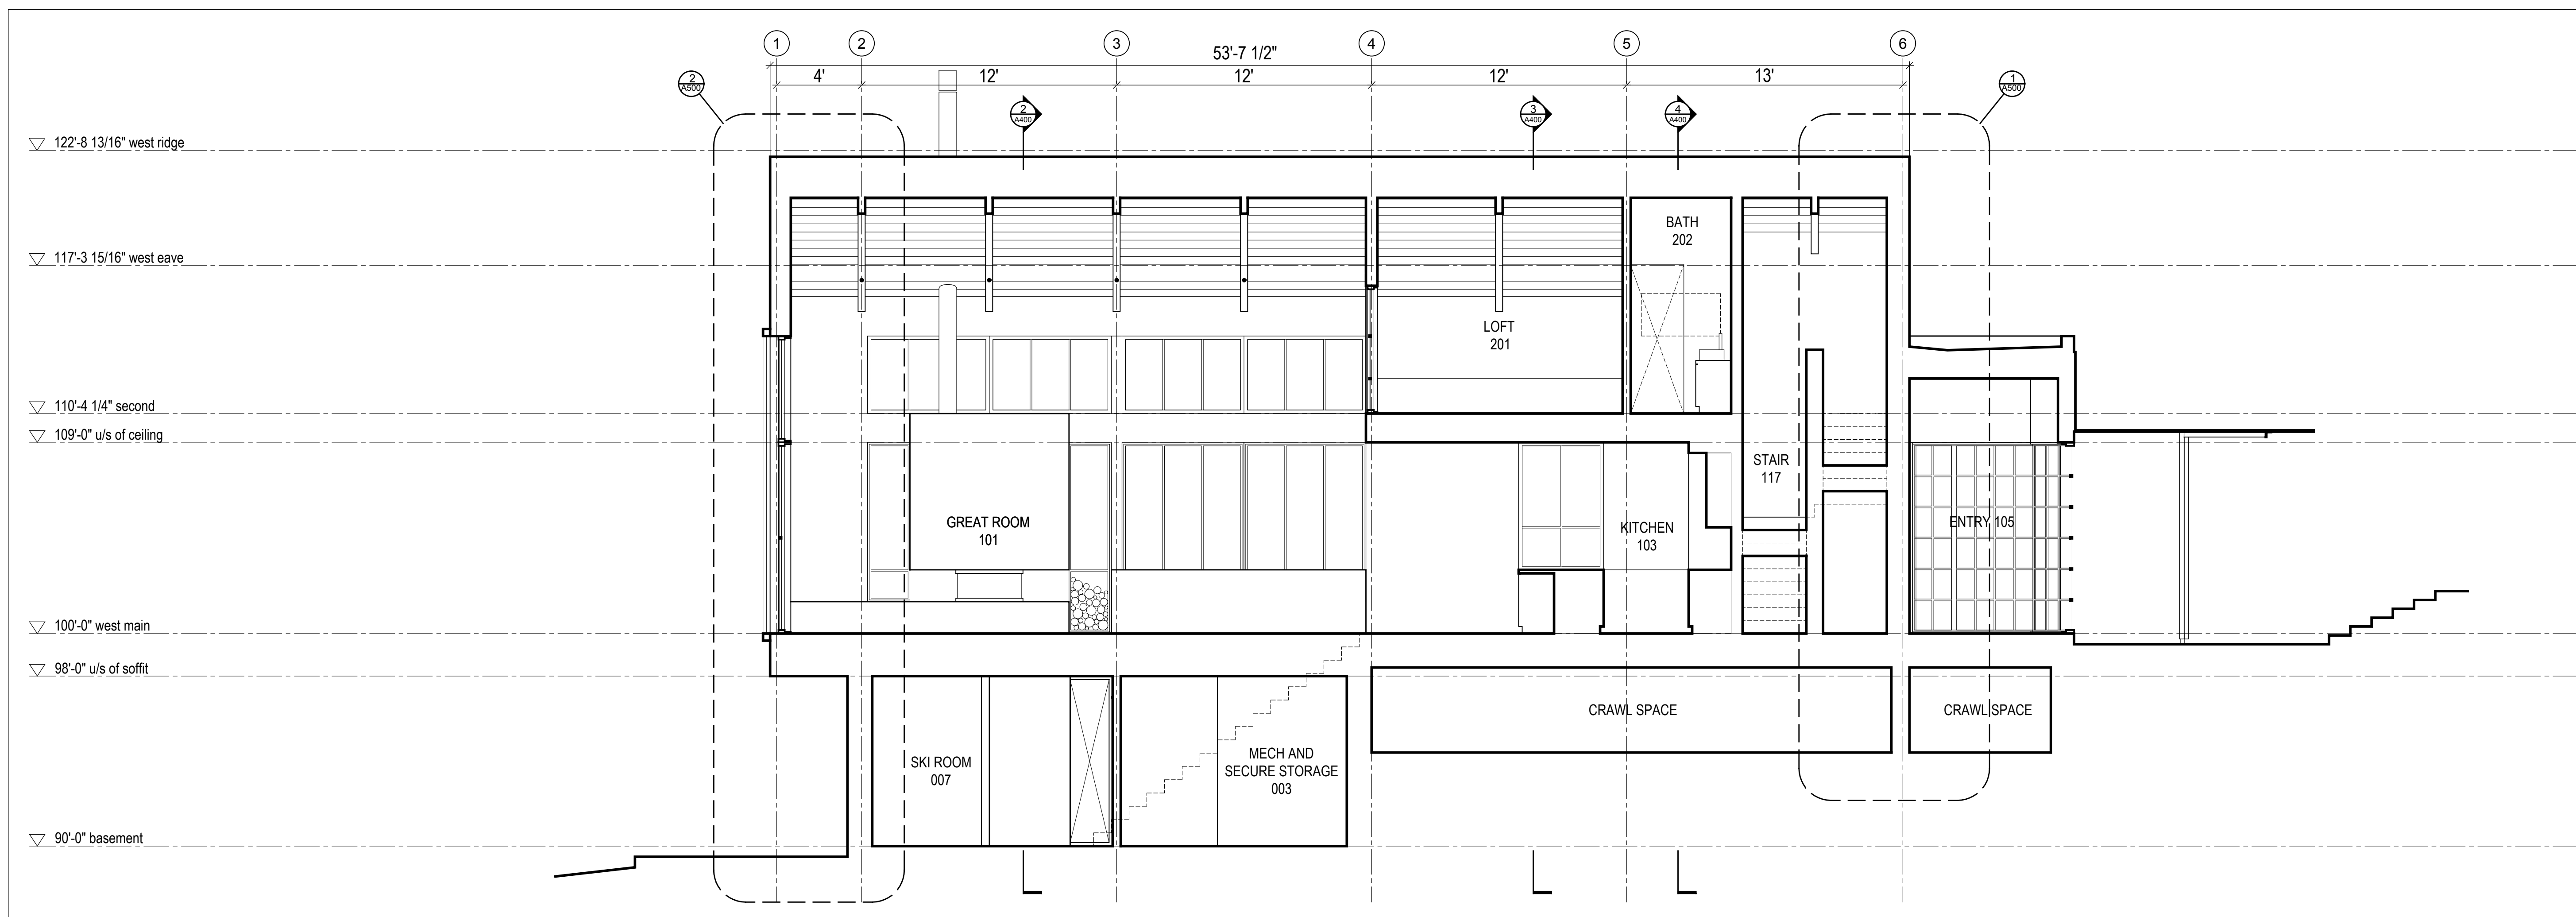 1
2
3
4
5
6
53'-7 1/2"
4'
12'
12'
12'
13'
2
A500
1
A500
2
A400
3
A400
4
A400
122'-8 13/16" west ridge
117'-3 15/16" west eave
110'-4 1/4" second
109'-0" u/s of ceiling
100'-0" west main
98'-0" u/s of soffit
90'-0" basement
BATH
202
LOFT
201
GREAT ROOM
101
STAIR
117
KITCHEN
103
ENTRY 105
CRAWL SPACE
CRAWL SPACE
SKI ROOM
007
MECH AND
SECURE STORAGE
003